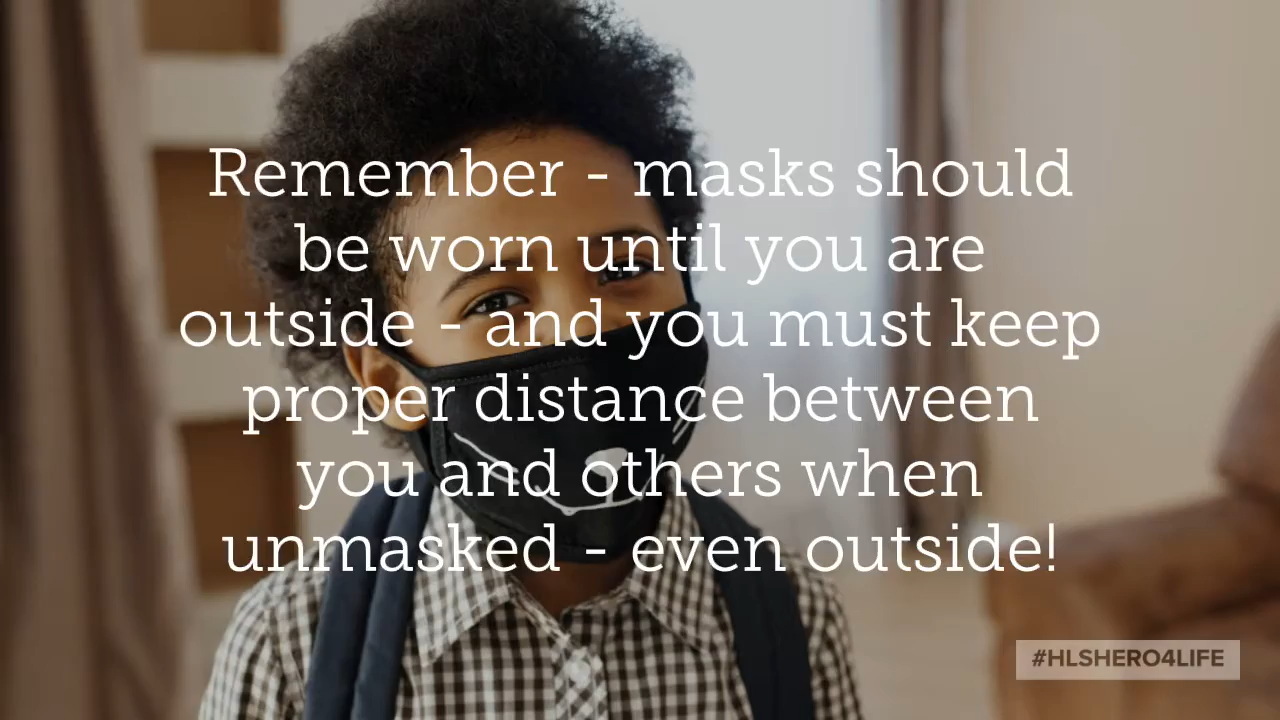 Remember - masks should
be worn until you are
outside - and you must keep
proper distance between
you and others when
unmasked - even outside!
#HLSHERO4LIFE